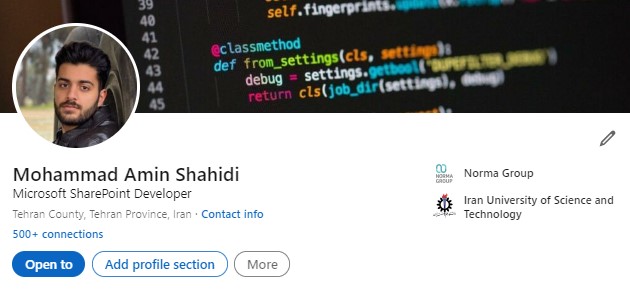 39
self.fingerprints.
40
41
42 @classmethod
43 def from_settings(cls, settings):
44 debug = settings.getbool("DUPEFILTER_DEBUG")
45 return cls(job_dir(settings), debug)
Mohammad Amin Shahidi
Microsoft SharePoint Developer
Tehran County, Tehran Province, Iran · Contact info
500+ connections
Open to Add profile section More
NORMA
GROUP
Norma Group
Iran University of Science and
Technology